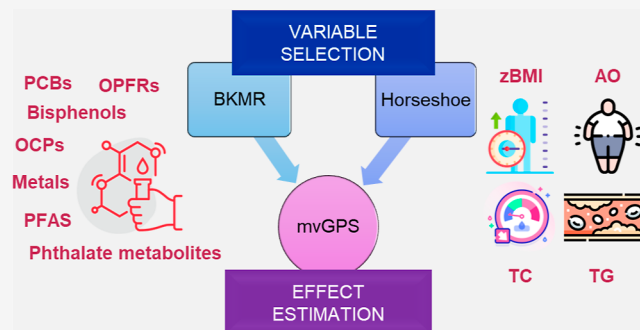 VARIABLE
SELECTION
PCBs
OPFRs
Bisphenols
OCPs
Metals
PFAS
Phthalate metabolites
BKMR
Horseshoe
mvGPS
EFFECT
ESTIMATION
zBMI
AO
TC
TG